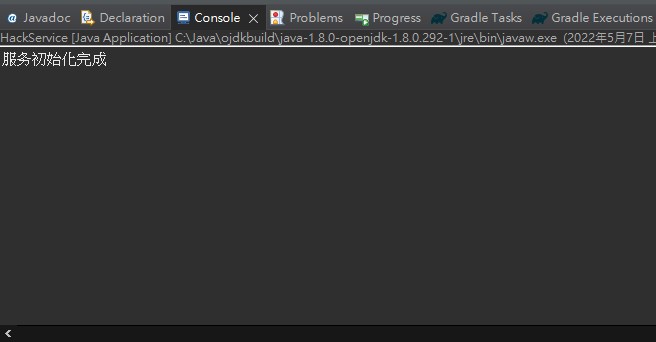 Javadoc Declaration Console Problems Progress Gradle Tasks Gradle Executions
HackService [Java Application] C:\Java\ojdkbuild\java-1.8.0-openjdk-1.8.0.292-1\jre\bin\javaw.exe (2022年5月7日 上
服务初始化完成